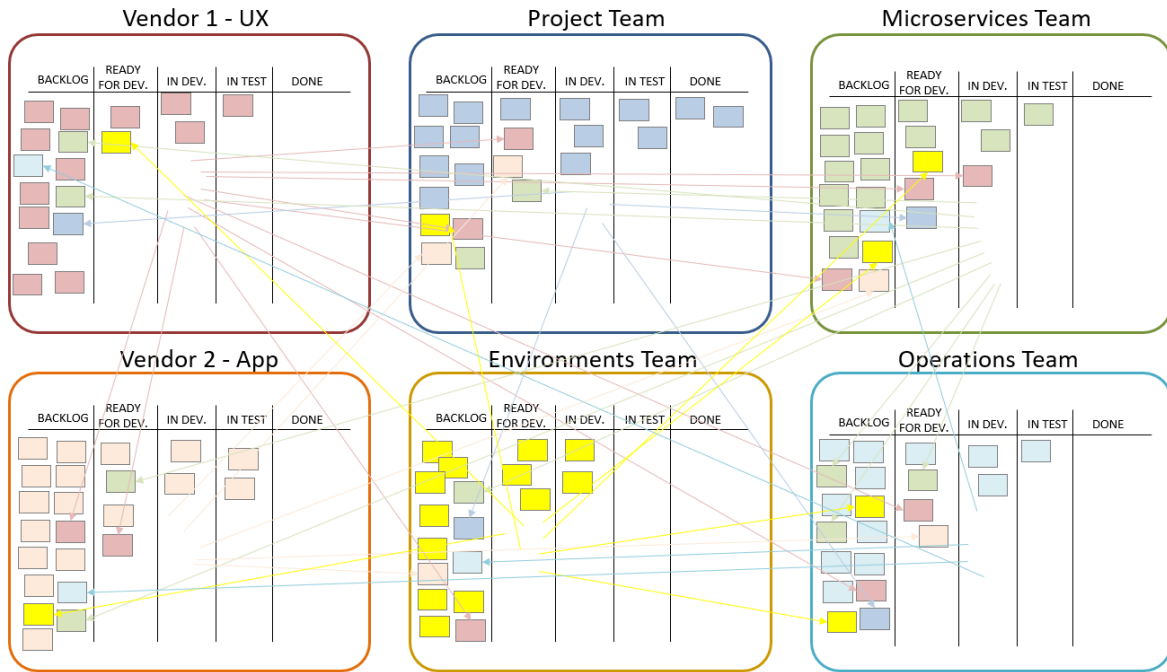 Vendor 1 - UX
Project Team
Microservices Team
BACKLOG
READY
FOR DEV.
IN DEV.
IN TEST
DONE
BACKLOG
READY
FOR DEV.
IN DEV.
IN TEST
DONE
BACKLOG
READY
FOR DEV.
IN DEV.
IN TEST
DONE
Vendor 2 - App
Environments Team
Operations Team
BACKLOG
READY
FOR DEV.
IN DEV.
IN TEST
DONE
BACKLOG
READY
FOR DEV.
IN DEV.
IN TEST
DONE
BACKLOG
READY
FOR DEV.
IN DEV.
IN TEST
DONE